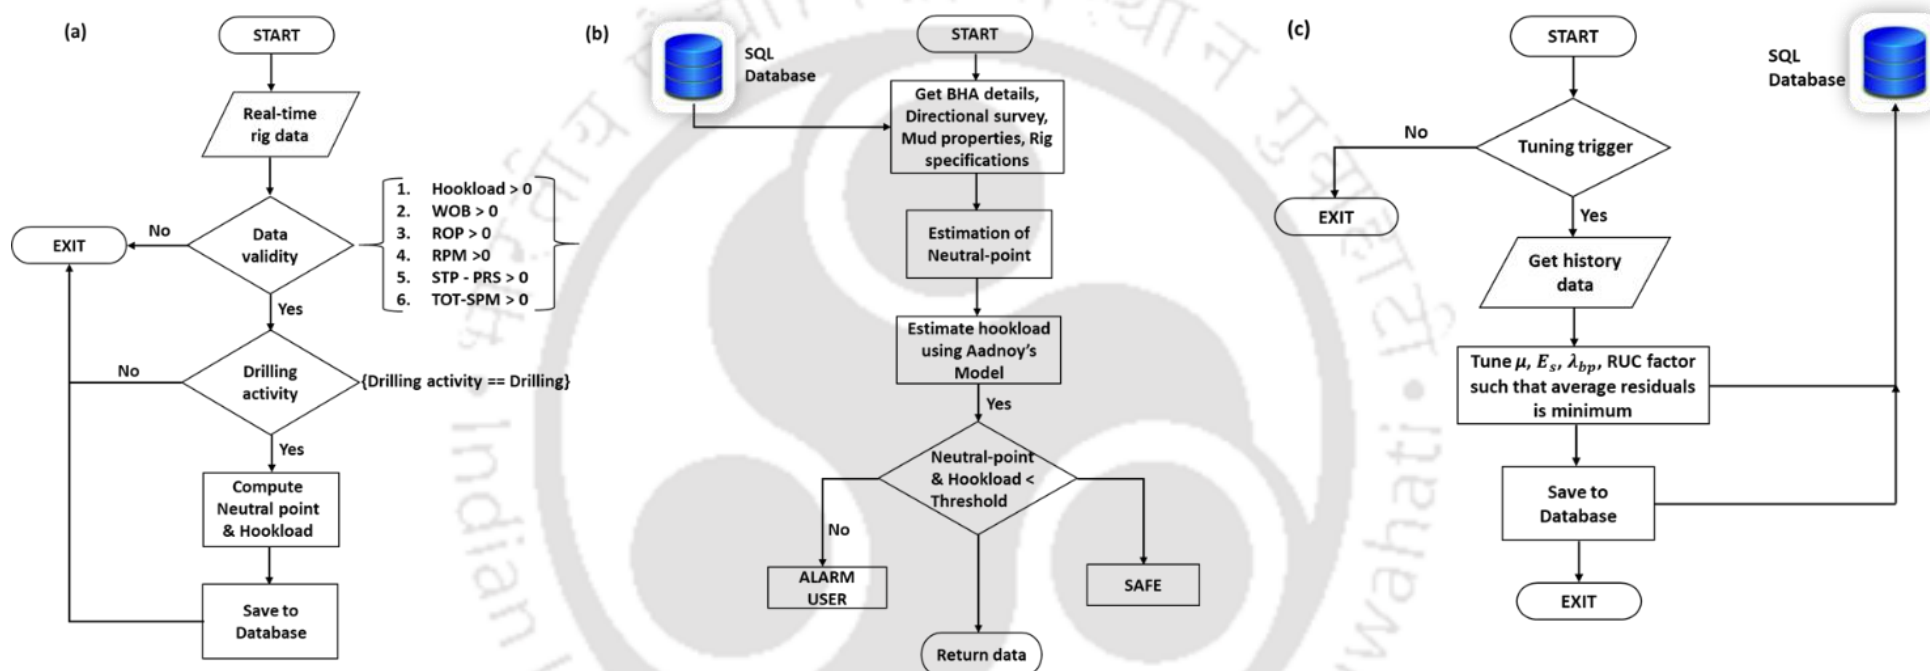 (a)
START
Real-time
rig data
Data
validity
No
EXIT
Yes
1. Hookload > 0
2. WOB > 0
3. ROP > 0
4. RPM >0
5. STP - PRS > 0
6. TOT-SPM > 0
Drilling
activity
No
{Drilling activity == Drilling}
Yes
Compute
Neutral point
& Hookload
Save to
Database
(b)
SQL
Database
START
Get BHA details,
Directional survey,
Mud properties, Rig
specifications
Estimation of
Neutral-point
Estimate hookload
using Aadnoy's
Model
Yes
Neutral-point
& Hookload <
Threshold
No
ALARM
USER
SAFE
Return data
(c)
START
SQL
Database
Tuning trigger
No
EXIT
Yes
Get history
data
Tune μ, E_s, λ_bp, RUC factor
such that average residuals
is minimum
Save to
Database
EXIT
Indian